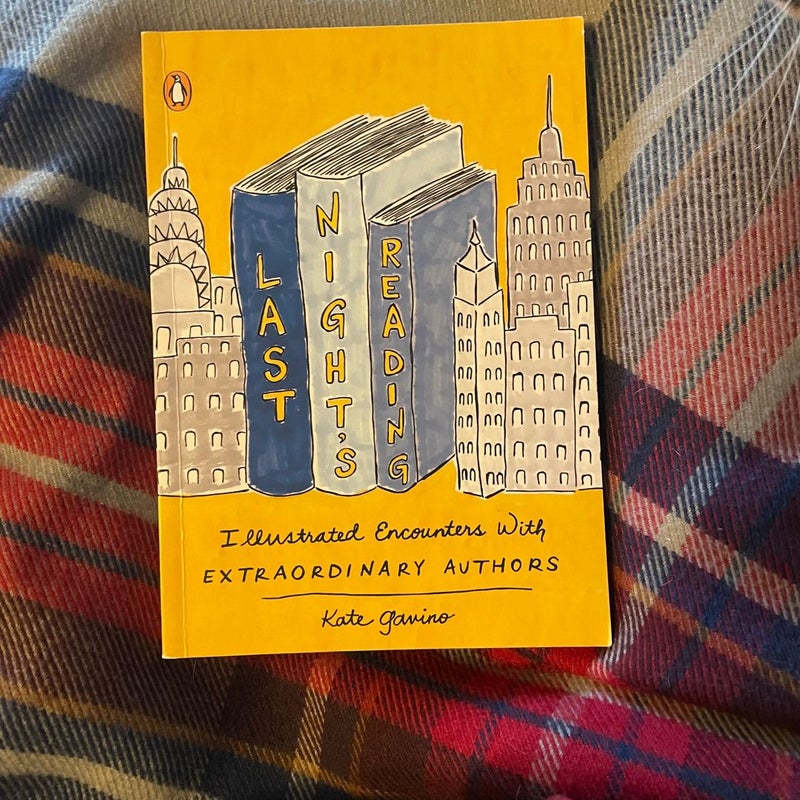 LAST
NIGHT'S
READING
Illustrated Encounters With
EXTRAORDINARY AUTHORS
Kate Gavino